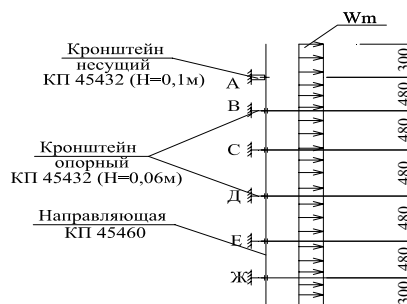 Wm
Кронштейн
несущий
КП 45432 (H=0,1м)
А
В
С
Кронштейн
опорный
КП 45432 (H=0,06м)
Д
Направляющая
КП 45460
Е
Ж
300
480
480
480
480
480
300